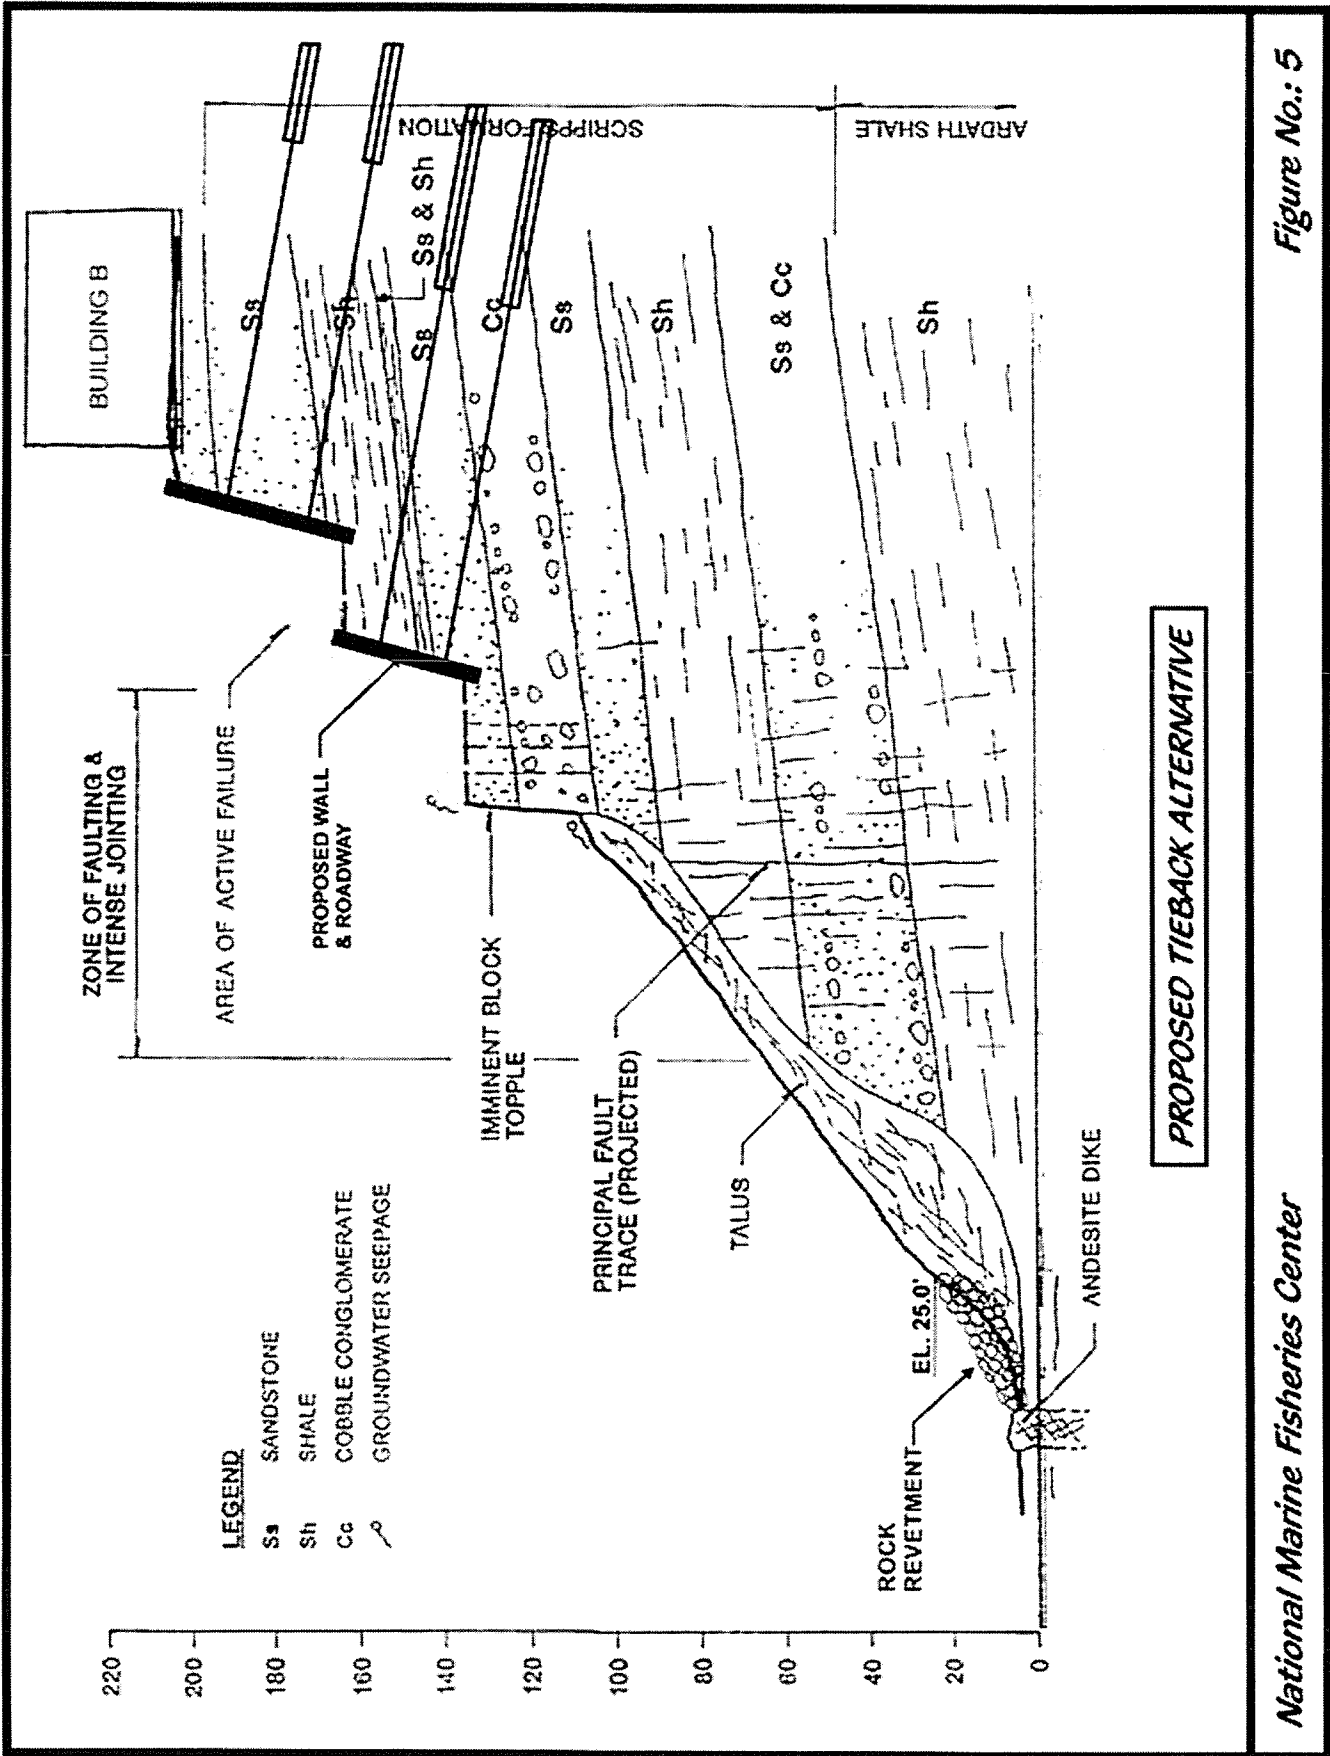 BUILDING B
ZONE OF FAULTING &
INTENSE JOINTING
AREA OF ACTIVE FAILURE
PROPOSED WALL
& ROADWAY
IMMINENT BLOCK
TOPPLE
PRINCIPAL FAULT
TRACE (PROJECTED)
TALUS
ROCK
REVETMENT
EL. 25.0'
ANDESITE DIKE
LEGEND
Ss SANDSTONE
Sh SHALE
Cc COBBLE CONGLOMERATE
GROUNDWATER SEEPAGE
Ss
Sh
Ss & Sh
Ss
Cc
Ss
Sh
Ss & Cc
Sh
SCRIPPS FORMATION
ARDATH SHALE
220
200
180
160
140
120
100
80
60
40
20
0
PROPOSED TIEBACK ALTERNATIVE
National Marine Fisheries Center
Figure No.: 5